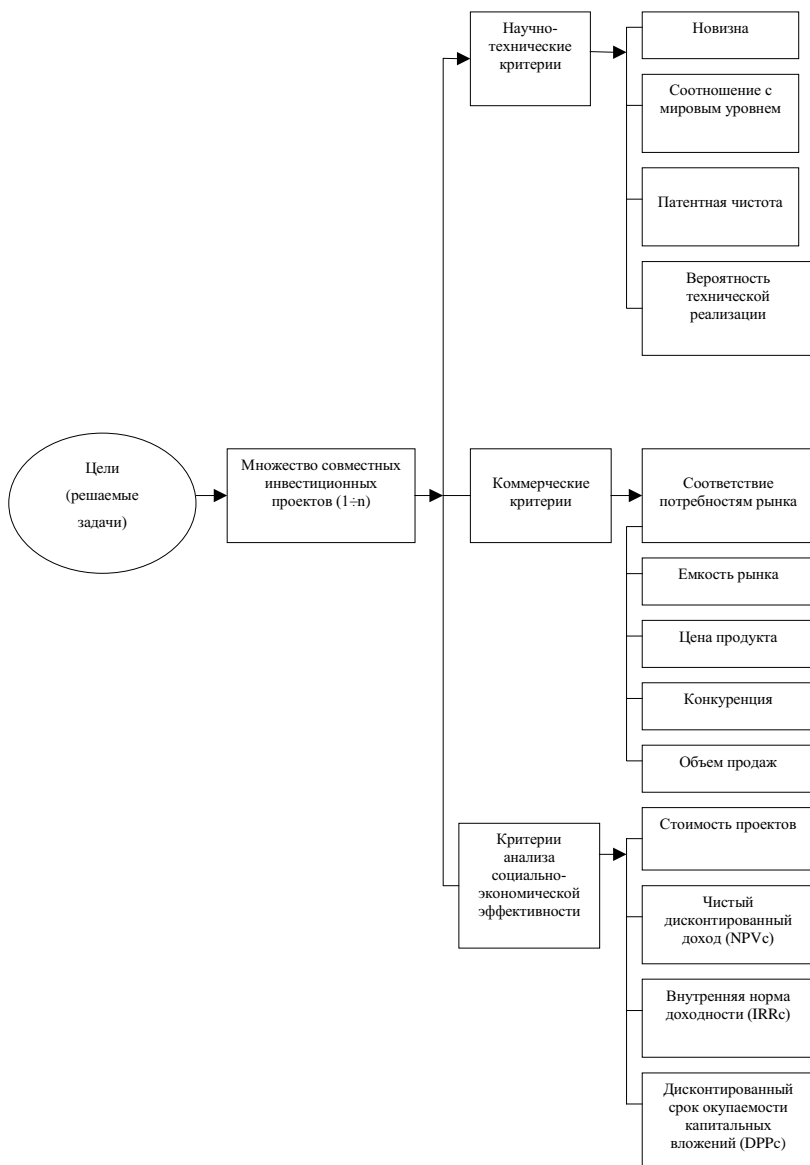 Научно-
технические
критерии
Новизна
Соотношение с
мировым уровнем
Патентная чистота
Вероятность
технической
реализации
Цели
(решаемые
задачи)
Множество совместных
инвестиционных
проектов (1÷n)
Коммерческие
критерии
Соответствие
потребностям рынка
Емкость рынка
Цена продукта
Конкуренция
Объем продаж
Критерии
анализа
социально-
экономической
эффективности
Стоимость проектов
Чистый
дисконтированный
доход (NPVc)
Внутренняя норма
доходности (IRRc)
Дисконтированный
срок окупаемости
капитальных
вложений (DPPc)